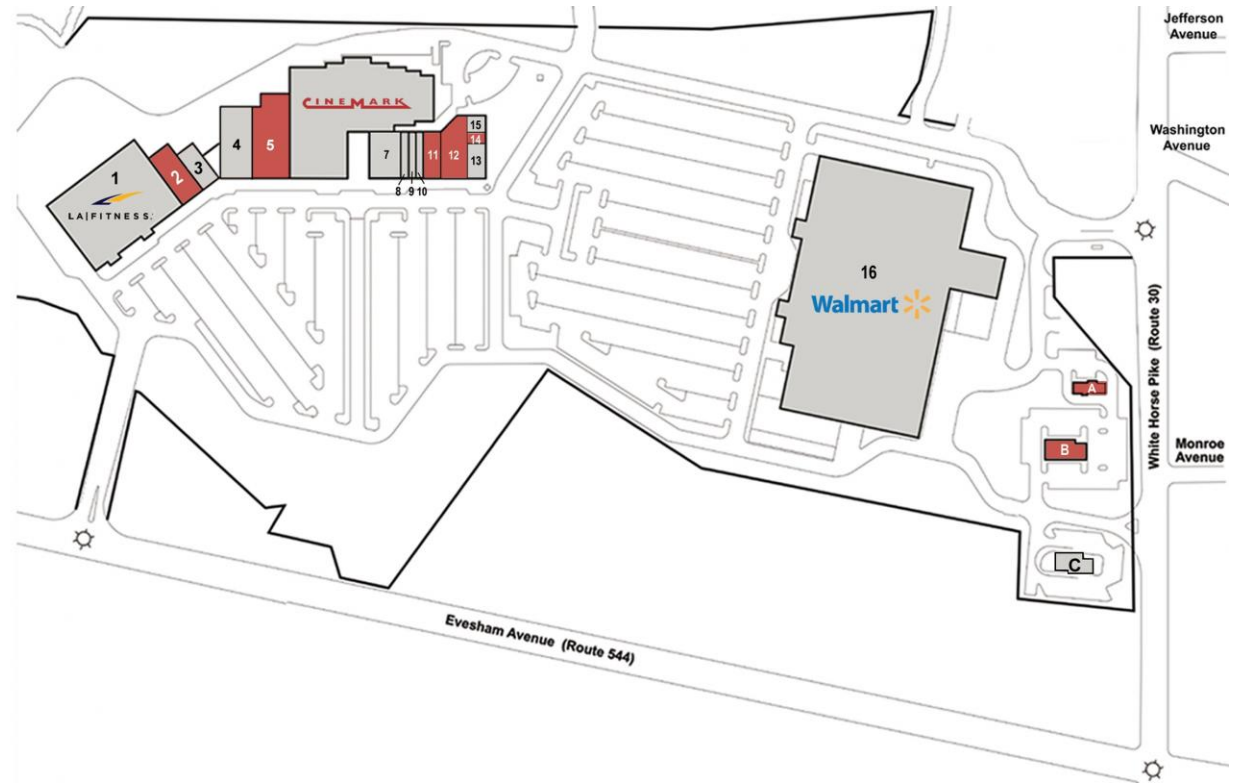 Jefferson
Avenue
CINEMARK
Washington
Avenue
1
LA|FITNESS.
2
3
4
5
7
8
9
10
11
12
15
14
13
16
Walmart
White Horse Pike (Route 30)
A
B
Monroe
Avenue
C
Evesham Avenue (Route 544)